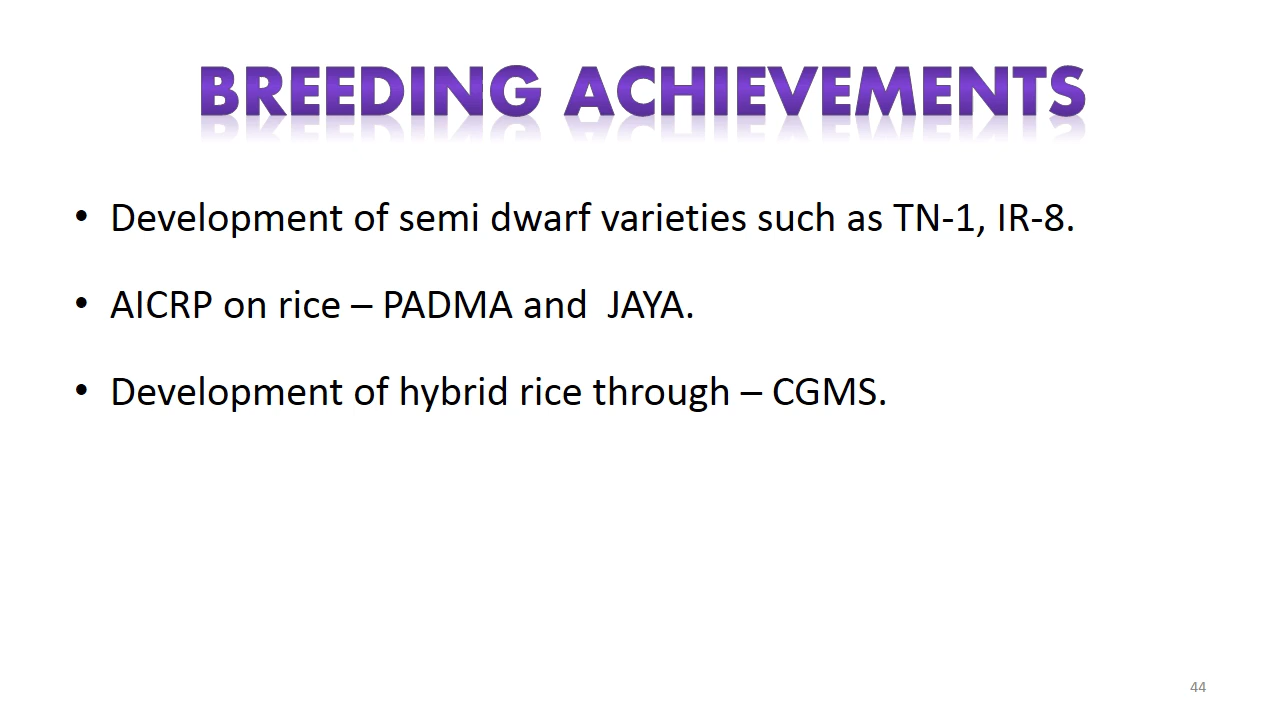 BREEDING ACHIEVEMENTS
• Development of semi dwarf varieties such as TN-1, IR-8.
• AICRP on rice – PADMA and  JAYA.
• Development of hybrid rice through – CGMS.
44